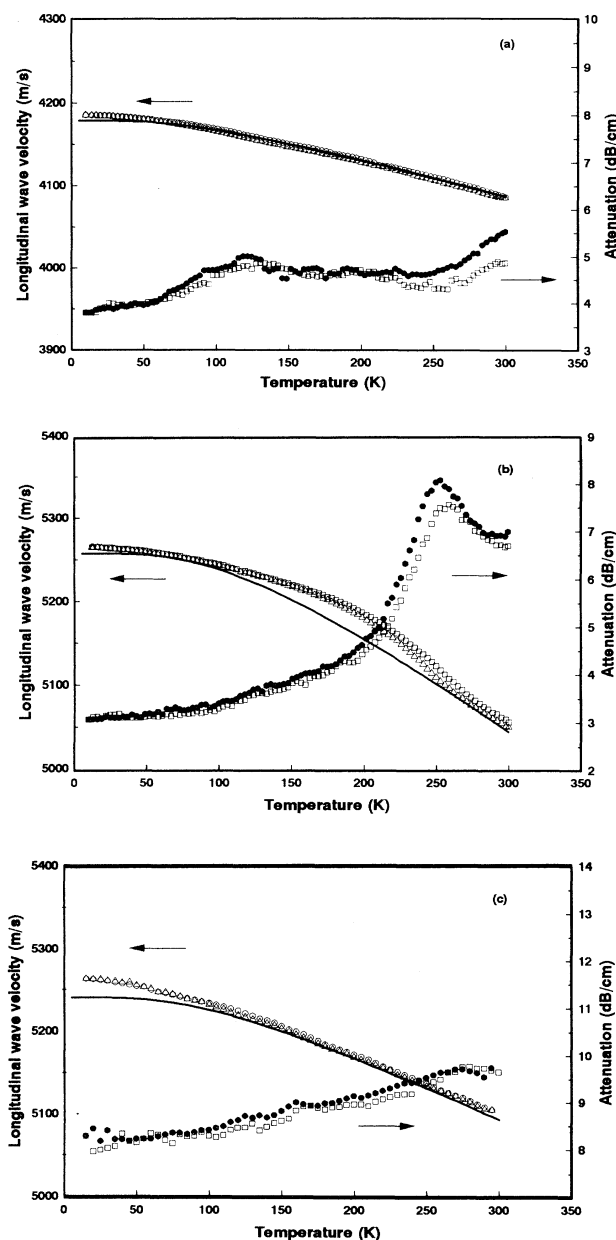 (a)
Longitudinal wave velocity (m/s)
4300
4200
4100
4000
3900
10
9
8
7
6
5
4
3
Attenuation (dB/cm)
0 50 100 150 200 250 300 350
Temperature (K)
(b)
Longitudinal wave velocity (m/s)
5400
5300
5200
5100
5000
9
8
7
6
5
4
3
2
Attenuation (dB/cm)
0 50 100 150 200 250 300 350
Temperature (K)
(c)
Longitudinal wave velocity (m/s)
5400
5300
5200
5100
5000
14
13
12
11
10
9
8
Attenuation (dB/cm)
0 50 100 150 200 250 300 350
Temperature (K)